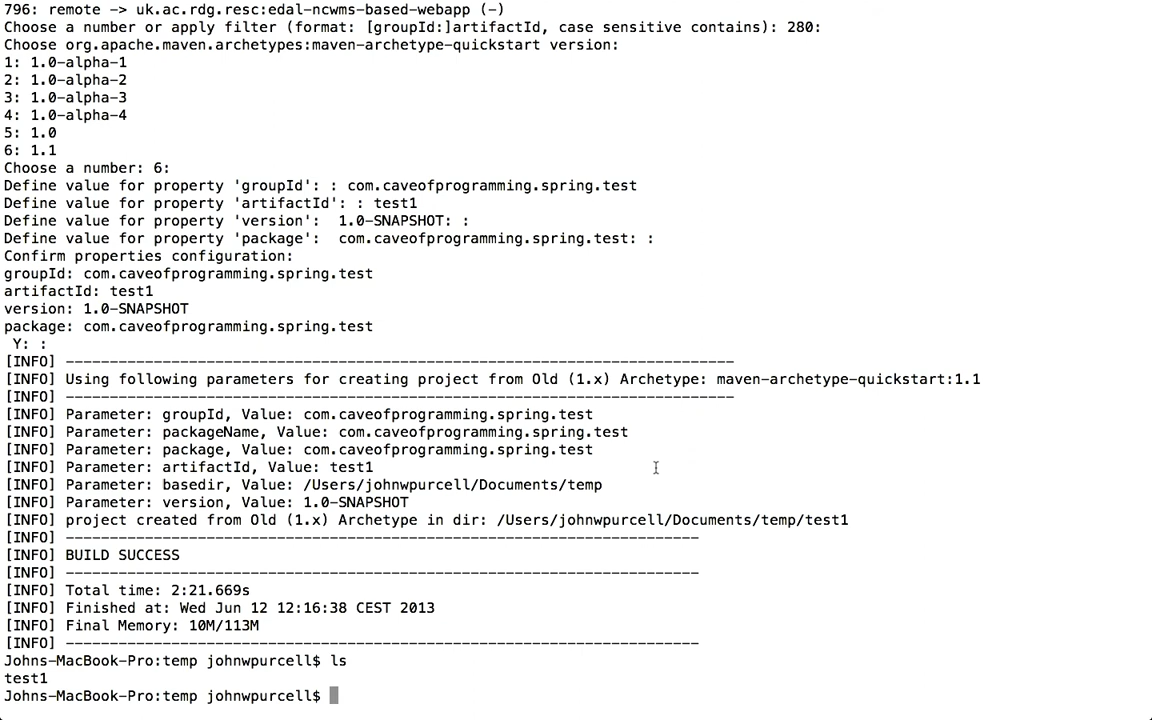 796: remote -> uk.ac.rdg.resc:edal-ncwms-based-webapp (-)
Choose a number or apply filter (format: [groupId:]artifactId, case sensitive contains): 280:
Choose org.apache.maven.archetypes:maven-archetype-quickstart version:
1: 1.0-alpha-1
2: 1.0-alpha-2
3: 1.0-alpha-3
4: 1.0-alpha-4
5: 1.0
6: 1.1
Choose a number: 6:
Define value for property 'groupId': : com.caveofprogramming.spring.test
Define value for property 'artifactId': : test1
Define value for property 'version':  1.0-SNAPSHOT: :
Define value for property 'package':  com.caveofprogramming.spring.test: :
Confirm properties configuration:
groupId: com.caveofprogramming.spring.test
artifactId: test1
version: 1.0-SNAPSHOT
package: com.caveofprogramming.spring.test
 Y: :
[INFO] ----------------------------------------------------------------------------
[INFO] Using following parameters for creating project from Old (1.x) Archetype: maven-archetype-quickstart:1.1
[INFO] ----------------------------------------------------------------------------
[INFO] Parameter: groupId, Value: com.caveofprogramming.spring.test
[INFO] Parameter: packageName, Value: com.caveofprogramming.spring.test
[INFO] Parameter: package, Value: com.caveofprogramming.spring.test
[INFO] Parameter: artifactId, Value: test1
[INFO] Parameter: basedir, Value: /Users/johnwpurcell/Documents/temp
[INFO] Parameter: version, Value: 1.0-SNAPSHOT
[INFO] project created from Old (1.x) Archetype in dir: /Users/johnwpurcell/Documents/temp/test1
[INFO] ------------------------------------------------------------------------
[INFO] BUILD SUCCESS
[INFO] ------------------------------------------------------------------------
[INFO] Total time: 2:21.669s
[INFO] Finished at: Wed Jun 12 12:16:38 CEST 2013
[INFO] Final Memory: 10M/113M
[INFO] ------------------------------------------------------------------------
Johns-MacBook-Pro:temp johnwpurcell$ ls
test1
Johns-MacBook-Pro:temp johnwpurcell$